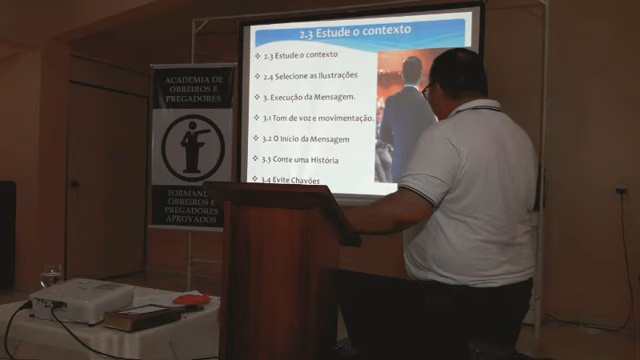 2.3 Estude o contexto
2.3 Estude o contexto
2.4 Selecione as Ilustrações
3. Execução da Mensagem.
3.1 Tom de voz e movimentação.
3.2 O Início da Mensagem
3.3 Conte uma História
3.4 Evite Chavões
ACADEMIA DE
OBREIROS E
PREGADORES
OBREIROS E
PREGADORES
APROVADOS